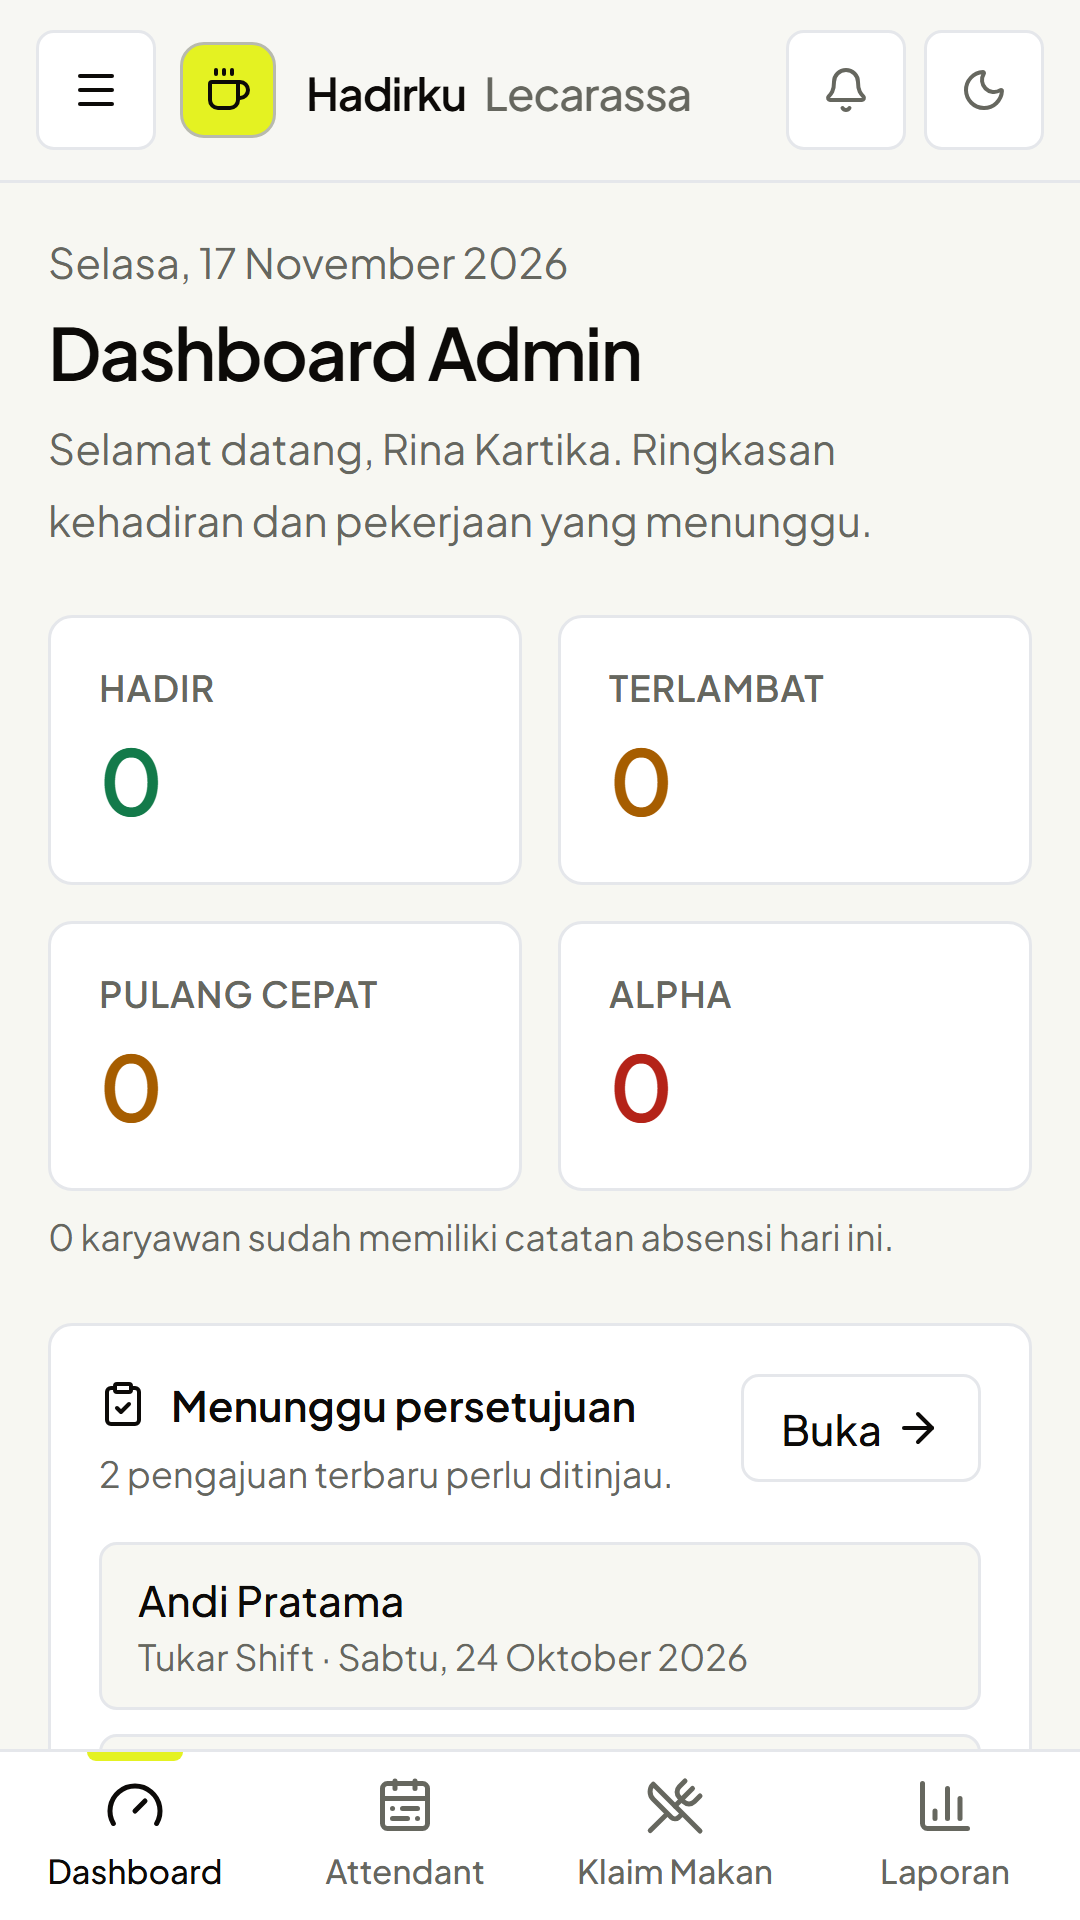 Hadirku Lecarassa
Selasa, 17 November 2026
Dashboard Admin
Selamat datang, Rina Kartika. Ringkasan
kehadiran dan pekerjaan yang menunggu.
HADIR
0
TERLAMBAT
0
PULANG CEPAT
0
ALPHA
0
0 karyawan sudah memiliki catatan absensi hari ini.
Menunggu persetujuan
2 pengajuan terbaru perlu ditinjau.
Buka
Andi Pratama
Tukar Shift · Sabtu, 24 Oktober 2026
Dashboard
Attendant
Klaim Makan
Laporan